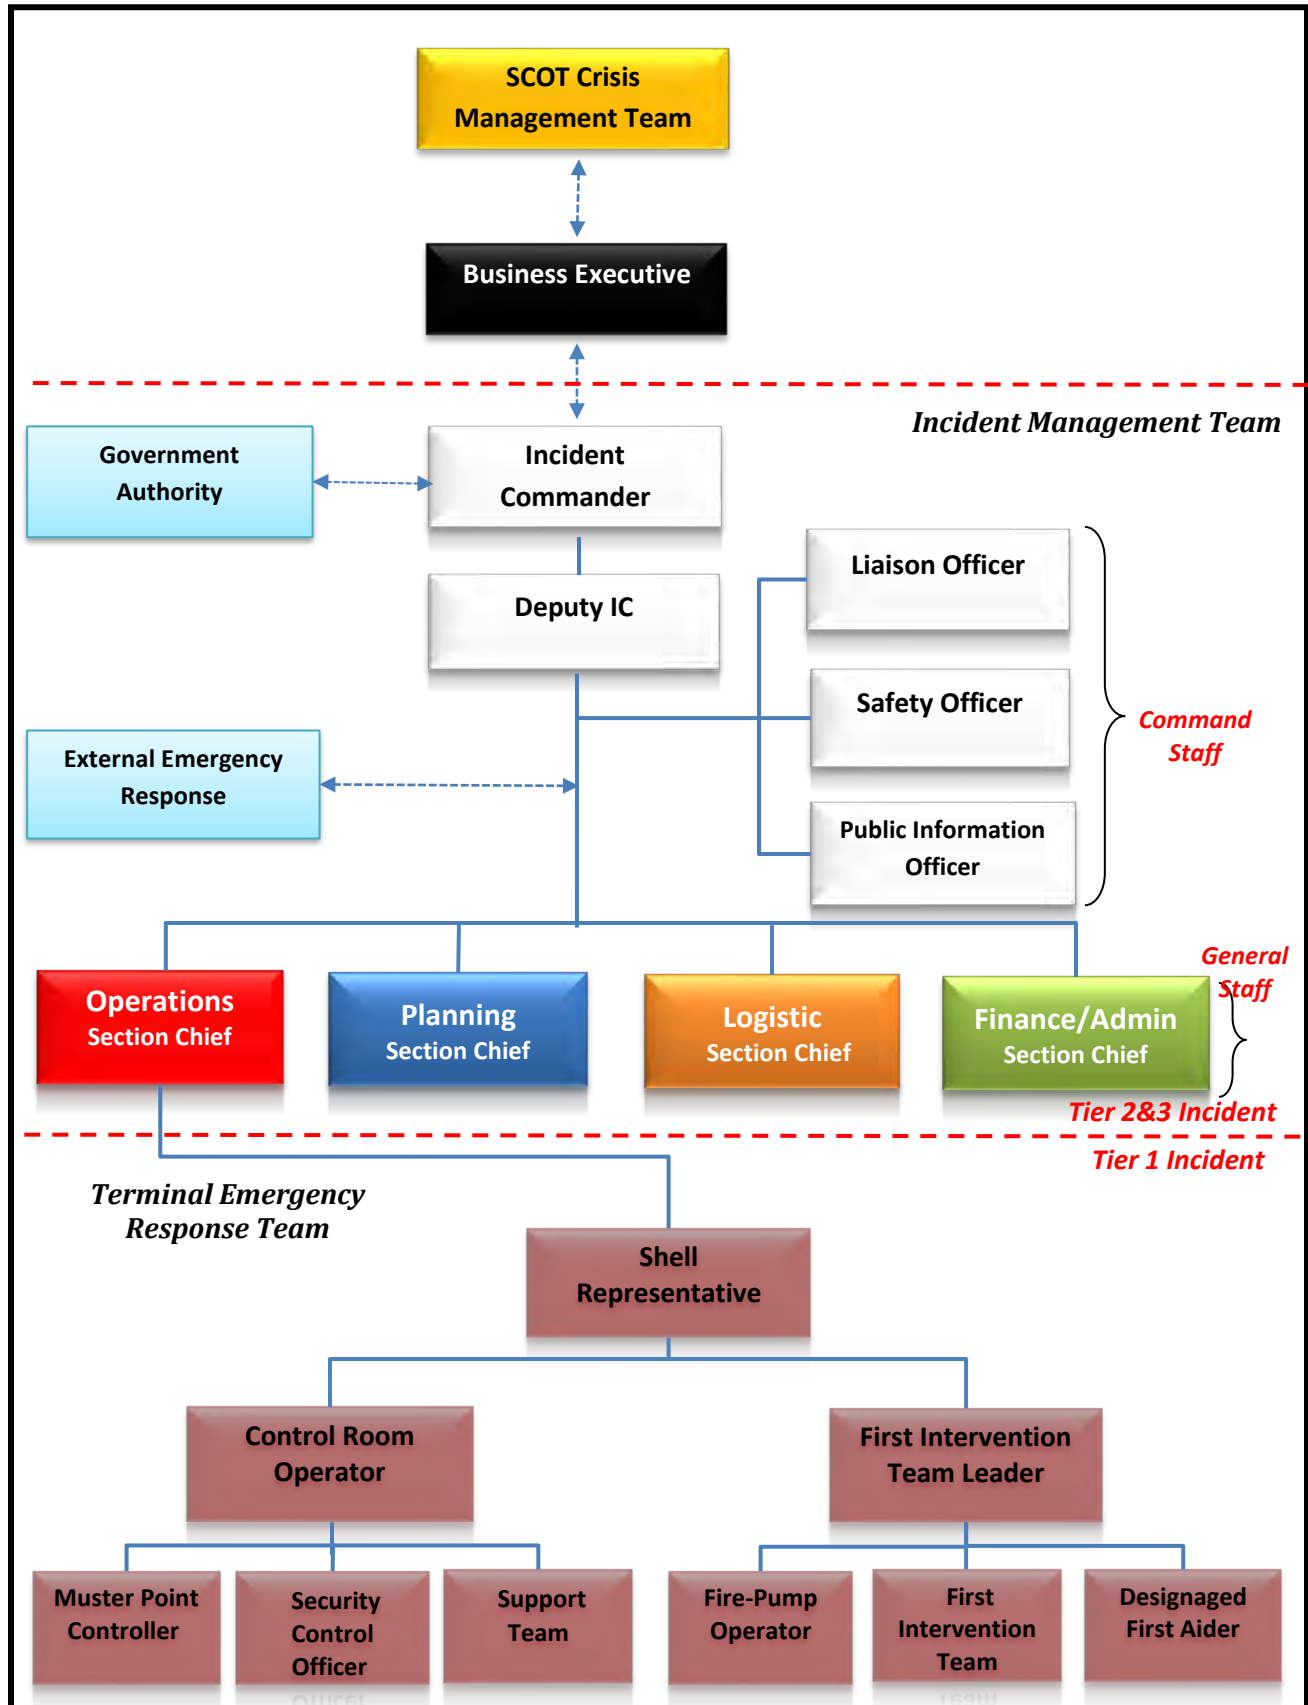 SCOT Crisis
Management Team
Business Executive
Incident Management Team
Government
Authority
Incident
Commander
Liaison Officer
Deputy IC
Safety Officer
Command
Staff
External Emergency
Response
Public Information
Officer
General
Staff
Operations
Section Chief
Planning
Section Chief
Logistic
Section Chief
Finance/Admin
Section Chief
Tier 2&3 Incident
Tier 1 Incident
Terminal Emergency
Response Team
Shell
Representative
Control Room
Operator
First Intervention
Team Leader
Muster Point
Controller
Security
Control
Officer
Support
Team
Fire-Pump
Operator
First
Intervention
Team
Designaged
First Aider